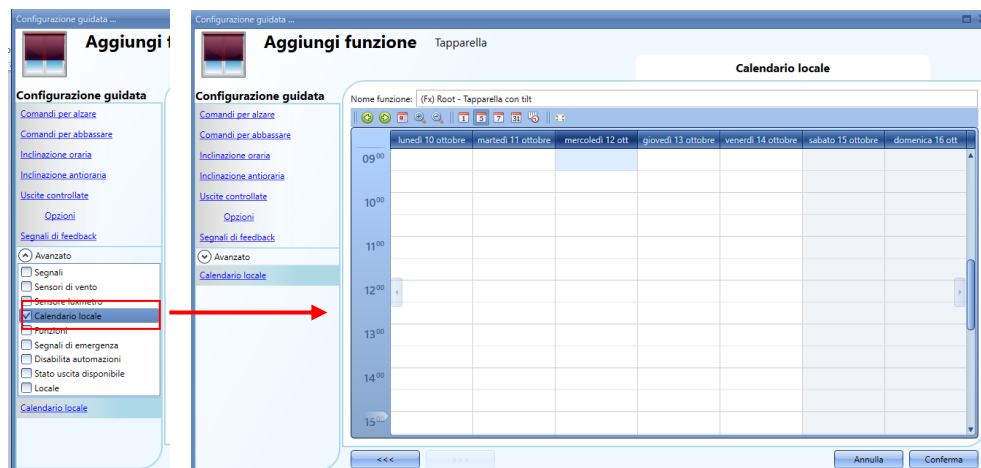 Configurazione guidata ...
Aggiungi f
Configurazione guidata
Comandi per alzare
Comandi per abbassare
Inclinazione oraria
Inclinazione antioraria
Uscite controllate
Opzioni
Segnali di feedback
Avanzato
Segnali
Sensori di vento
Sensore luxmetro
Calendario locale
Funzioni
Segnali di emergenza
Disabilita automazioni
Stato uscita disponibile
Locale
Calendario locale
Configurazione guidata ...
Aggiungi funzione Tapparella
Calendario locale
Configurazione guidata
Comandi per alzare
Comandi per abbassare
Inclinazione oraria
Inclinazione antioraria
Uscite controllate
Opzioni
Segnali di feedback
Avanzato
Calendario locale
Nome funzione: (Fx) Root - Tapparella con tilt
1 5 7 31
lunedì 10 ottobre martedì 11 ottobre mercoledì 12 ott giovedì 13 ottobre venerdì 14 ottobre sabato 15 ottobre domenica 16 ott
09 00
10 00
11 00
12 00
13 00
14 00
15 00
<<< >>> Annulla Conferma